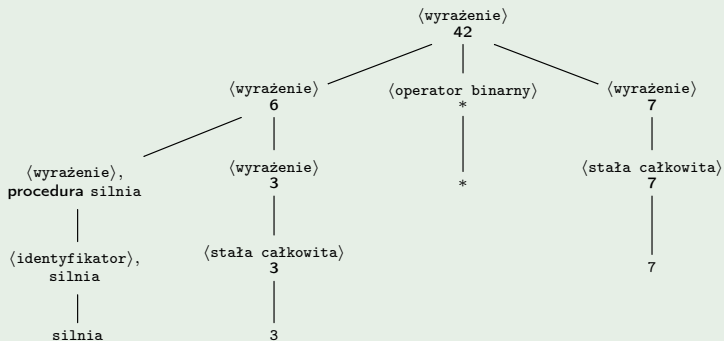 ⟨wyrażenie⟩
42
⟨wyrażenie⟩ ⟨operator binarny⟩ ⟨wyrażenie⟩
6 * 7
⟨wyrażenie⟩, ⟨wyrażenie⟩ ⟨stała całkowita⟩
procedura silnia 3 * 7
⟨identyfikator⟩, ⟨stała całkowita⟩
silnia 3 7
silnia 3